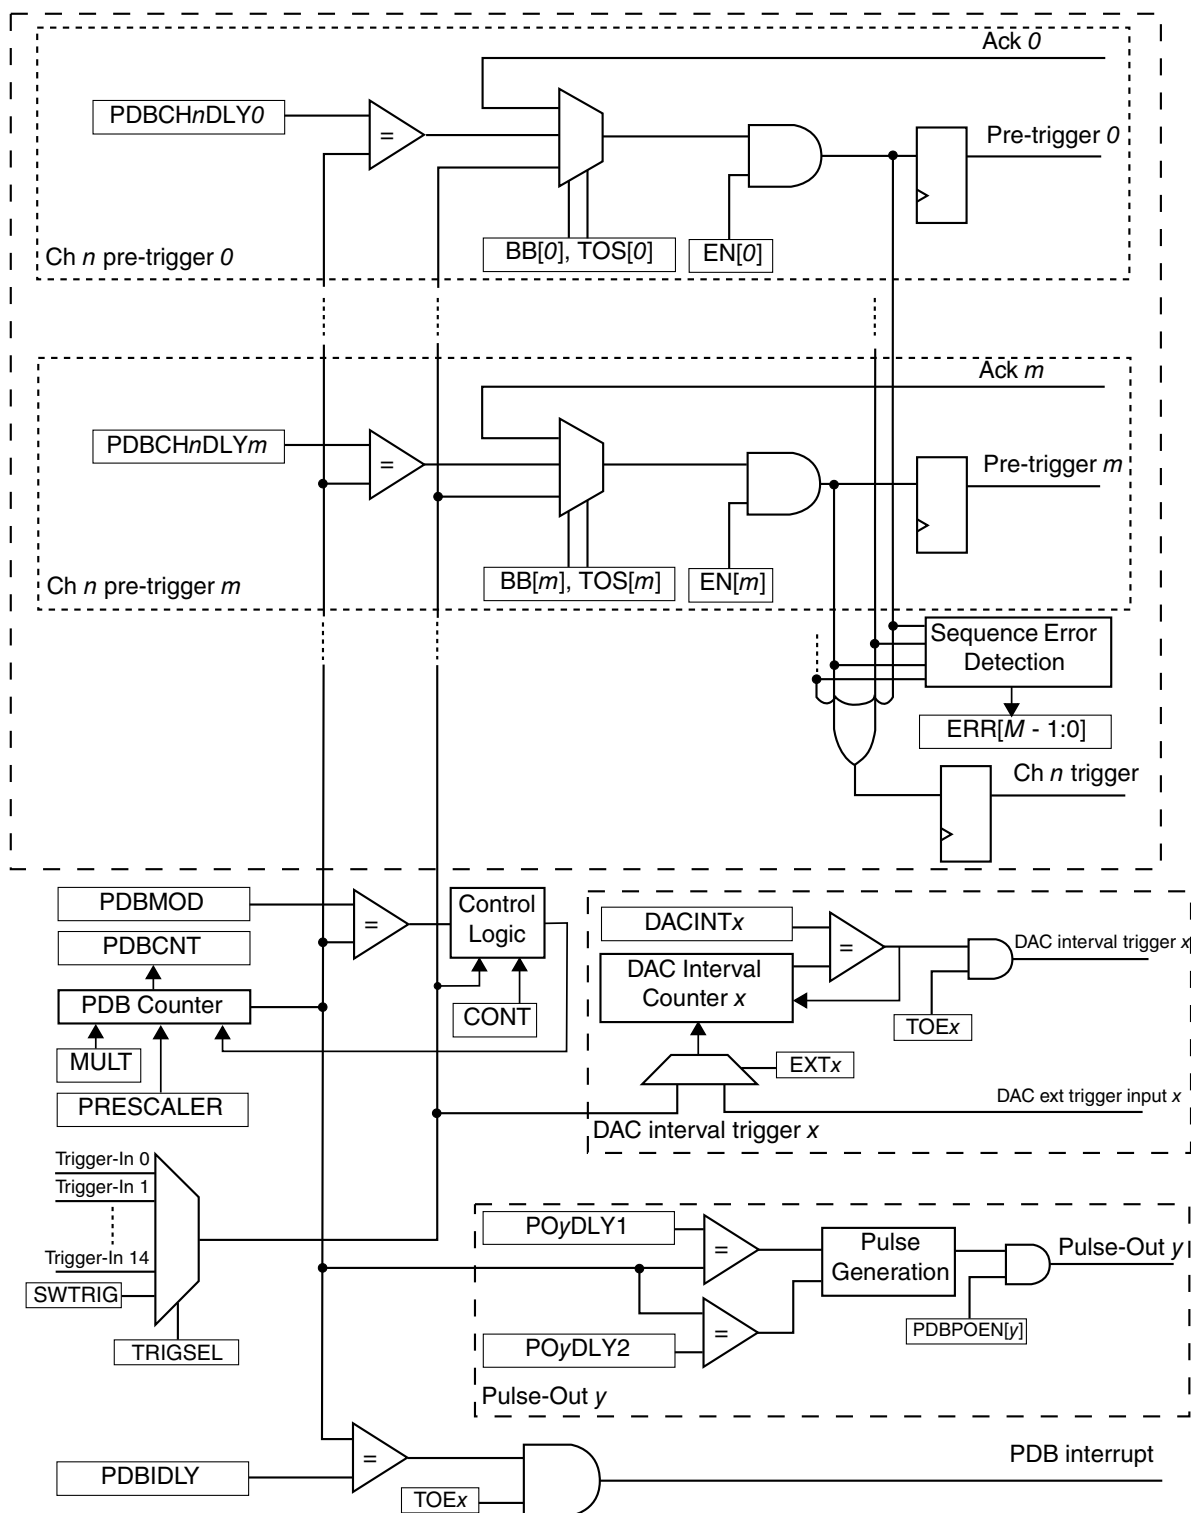 Ack 0
PDBCHnDLY0
=
Pre-trigger 0
BB[0], TOS[0]
EN[0]
Ch n pre-trigger 0
Ack m
PDBCHnDLYm
=
Pre-trigger m
BB[m], TOS[m]
EN[m]
Ch n pre-trigger m
Sequence Error
Detection
ERR[M - 1:0]
Ch n trigger
PDBMOD
=
Control
Logic
PDBCNT
PDB Counter
CONT
MULT
PRESCALER
DACINTx
=
DAC interval trigger x
DAC Interval
Counter x
TOEx
EXTx
DAC ext trigger input x
DAC interval trigger x
Trigger-In 0
Trigger-In 1
Trigger-In 14
SWTRIG
TRIGSEL
POyDLY1
=
Pulse
Generation
Pulse-Out y
=
PDBPOEN[y]
POyDLY2
Pulse-Out y
=
PDB interrupt
PDBIDLY
TOEx